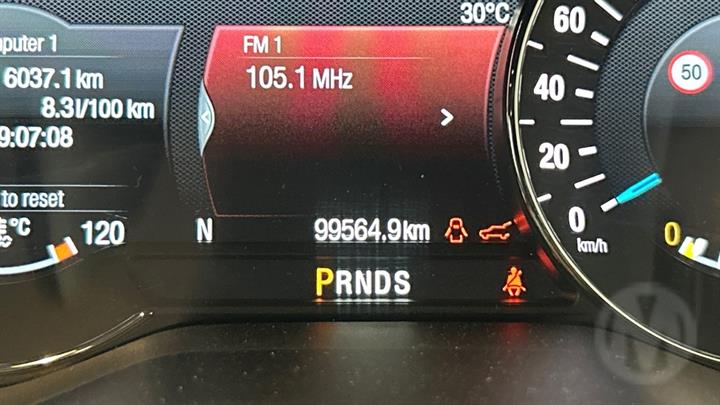 30°C
FM 1
105.1 MHz
puter 1
6037.1 km
8.3l/100 km
9:07:08
to reset
°C
120
N
99564.9km
PRNDS
60
40
20
0
km/h
50
0
M